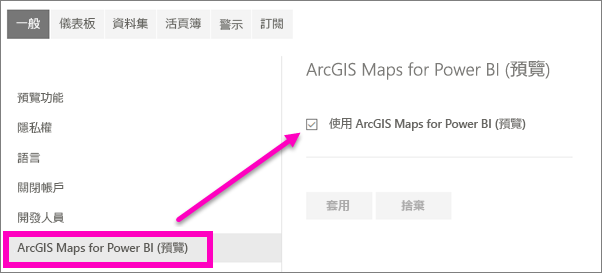 一般 儀表板 資料集 活頁簿 警示 訂閱
ArcGIS Maps for Power BI (預覽)
預覽功能
隱私權
語言
關閉帳戶
開發人員
ArcGIS Maps for Power BI (預覽)
使用 ArcGIS Maps for Power BI (預覽)
套用 捨棄